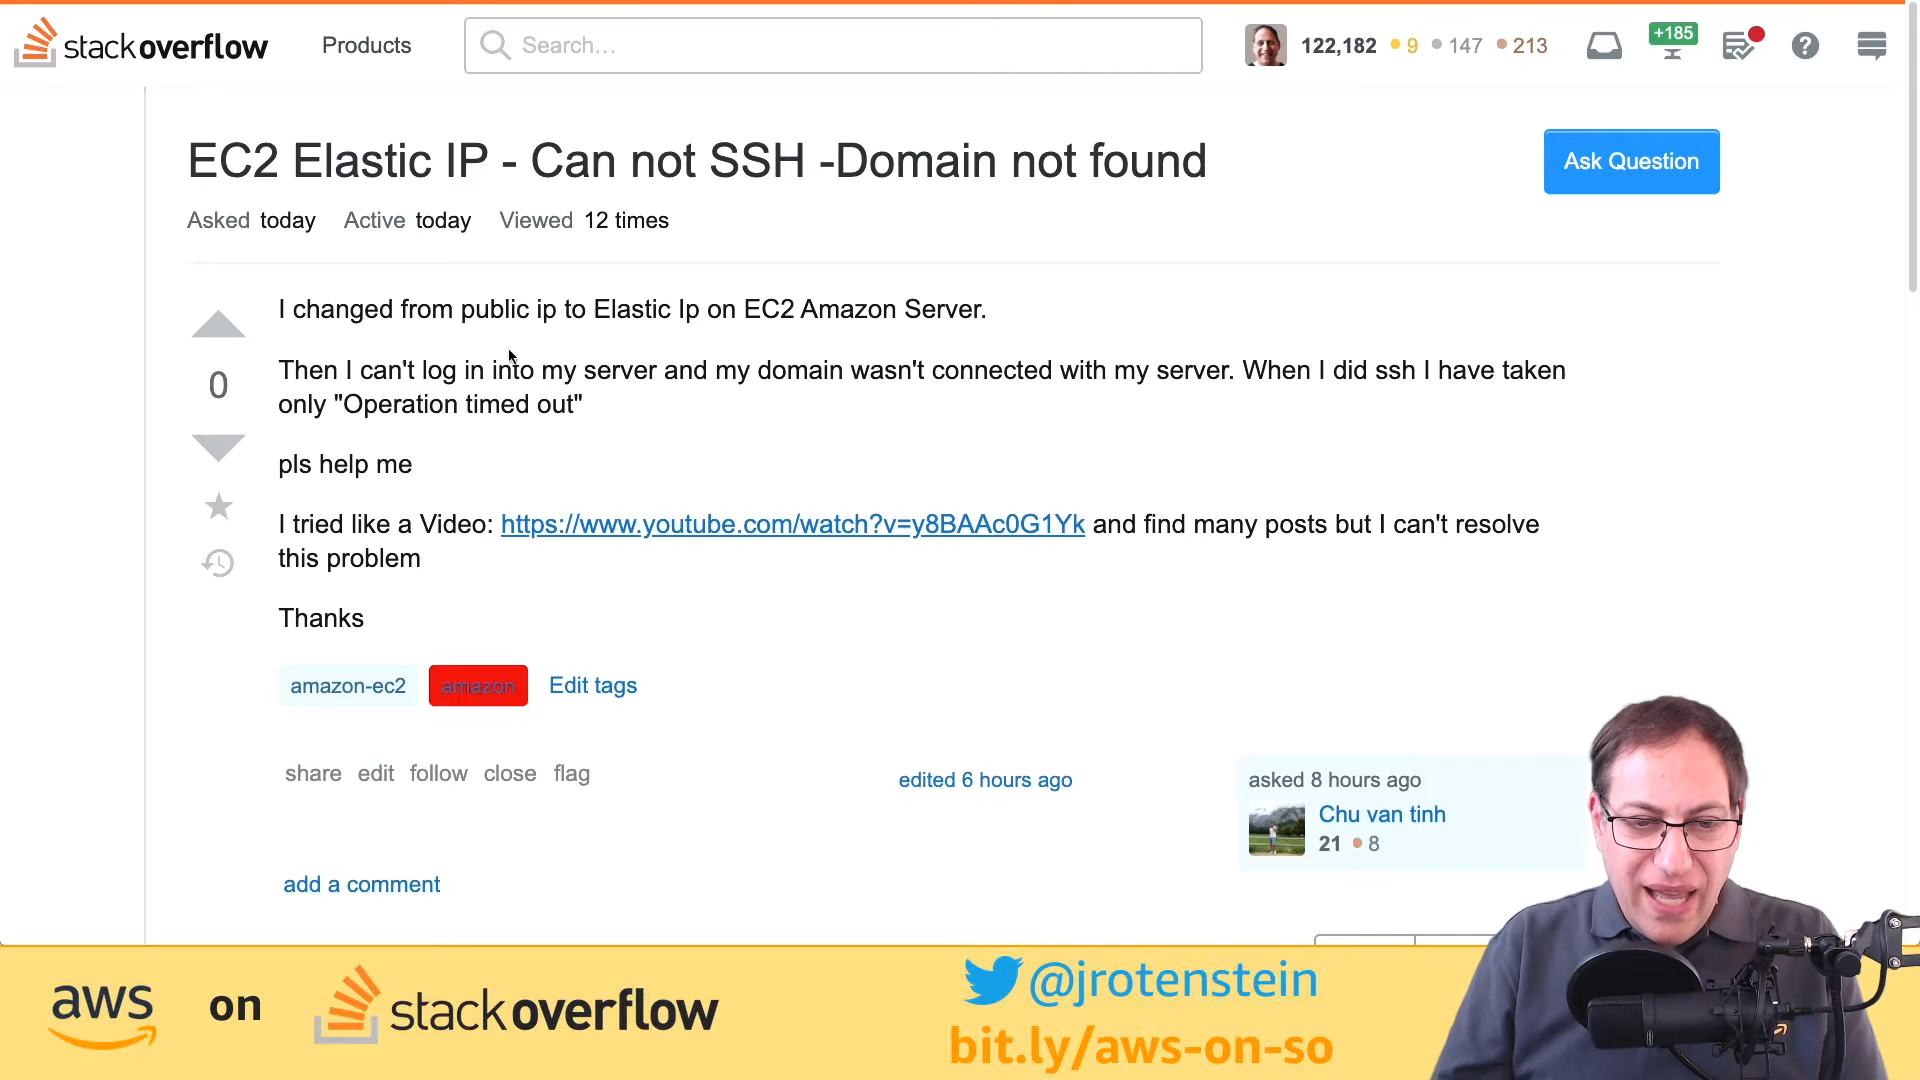 stackoverflow Products Search... 122,182 9 147 213 +185
EC2 Elastic IP - Can not SSH -Domain not found
Ask Question
Asked today Active today Viewed 12 times
I changed from public ip to Elastic Ip on EC2 Amazon Server.
Then I can't log in into my server and my domain wasn't connected with my server. When I did ssh I have taken
only "Operation timed out"
0
pls help me
I tried like a Video: https://www.youtube.com/watch?v=y8BAAc0G1Yk and find many posts but I can't resolve
this problem
Thanks
amazon-ec2 amazon Edit tags
share edit follow close flag
edited 6 hours ago
asked 8 hours ago
Chu van tinh
21 8
add a comment
aws on stackoverflow
@jrotenstein
bit.ly/aws-on-so